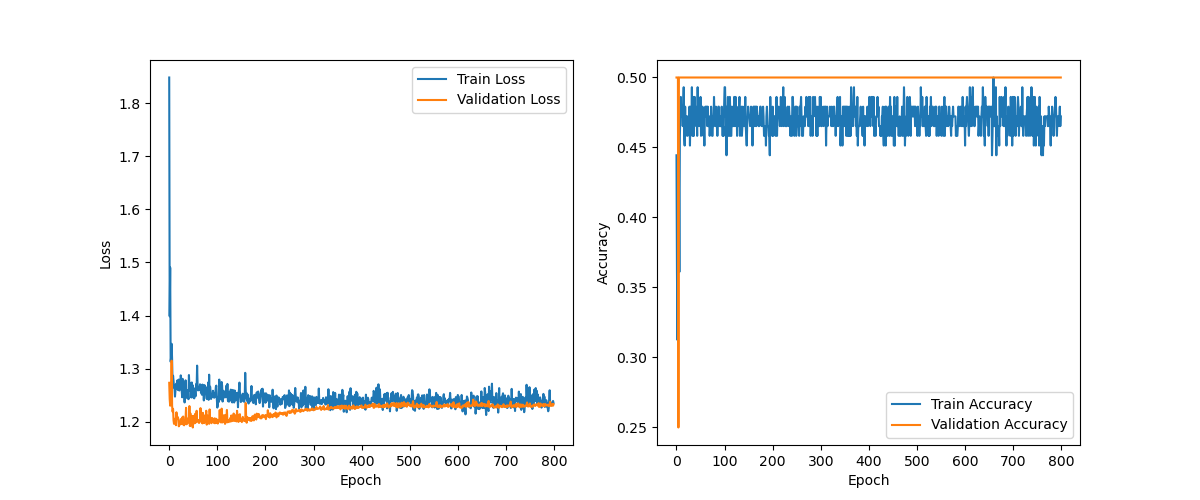 Train Loss
Validation Loss
1.8
1.7
1.6
1.5
1.4
1.3
1.2
Loss
0 100 200 300 400 500 600 700 800
Epoch
0.50
0.45
0.40
0.35
0.30
0.25
Accuracy
Train Accuracy
Validation Accuracy
0 100 200 300 400 500 600 700 800
Epoch